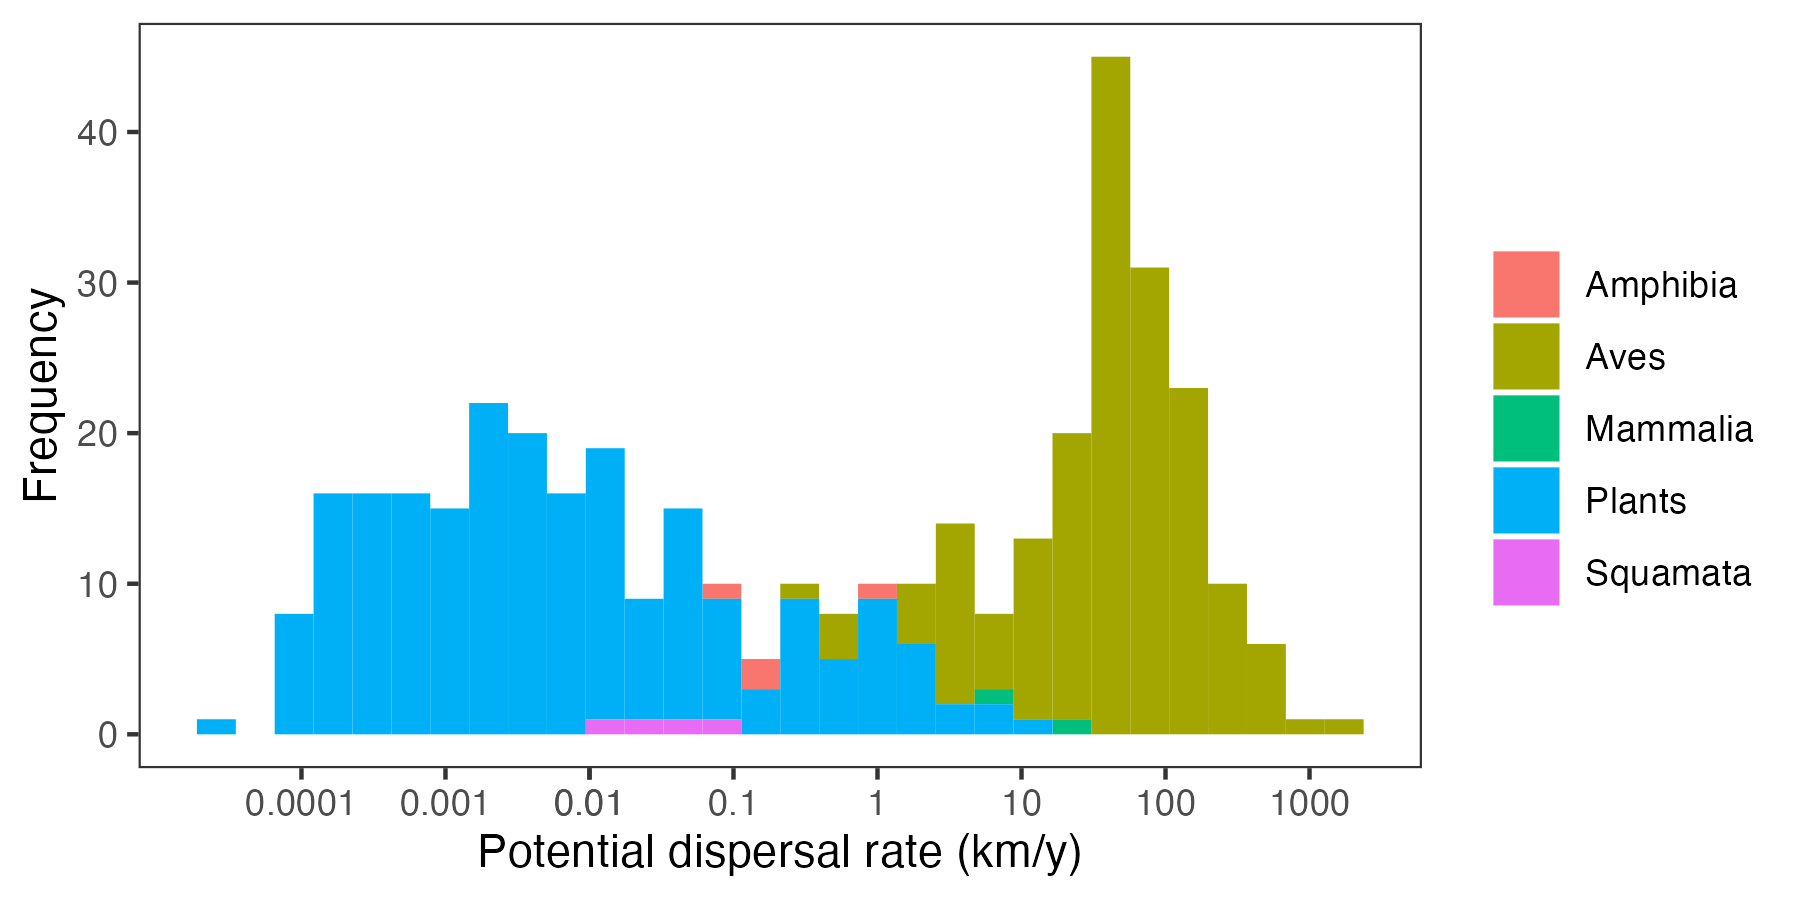 Frequency
40
30
20
10
0
0.0001 0.001 0.01 0.1 1 10 100 1000
Potential dispersal rate (km/y)
Amphibia
Aves
Mammalia
Plants
Squamata